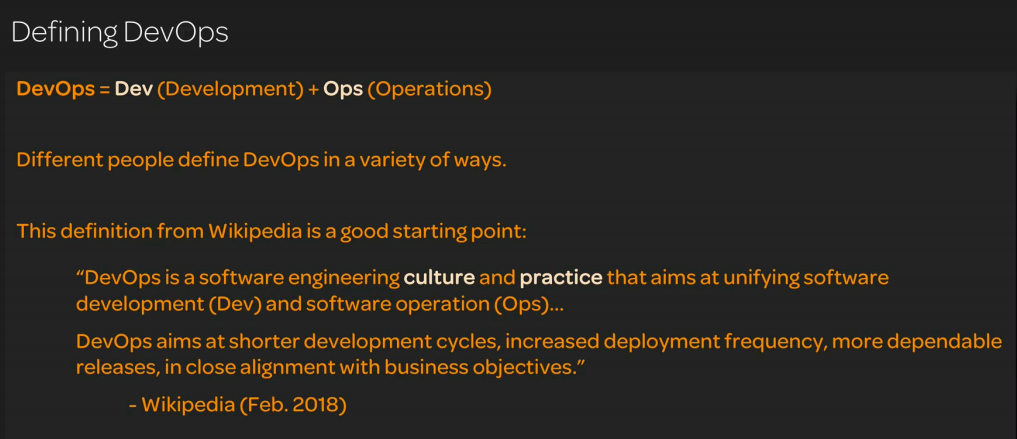 Defining DevOps
DevOps = Dev (Development) + Ops (Operations)
Different people define DevOps in a variety of ways.
This definition from Wikipedia is a good starting point:
“DevOps is a software engineering culture and practice that aims at unifying software
development (Dev) and software operation (Ops)...
DevOps aims at shorter development cycles, increased deployment frequency, more dependable
releases, in close alignment with business objectives.”
- Wikipedia (Feb. 2018)